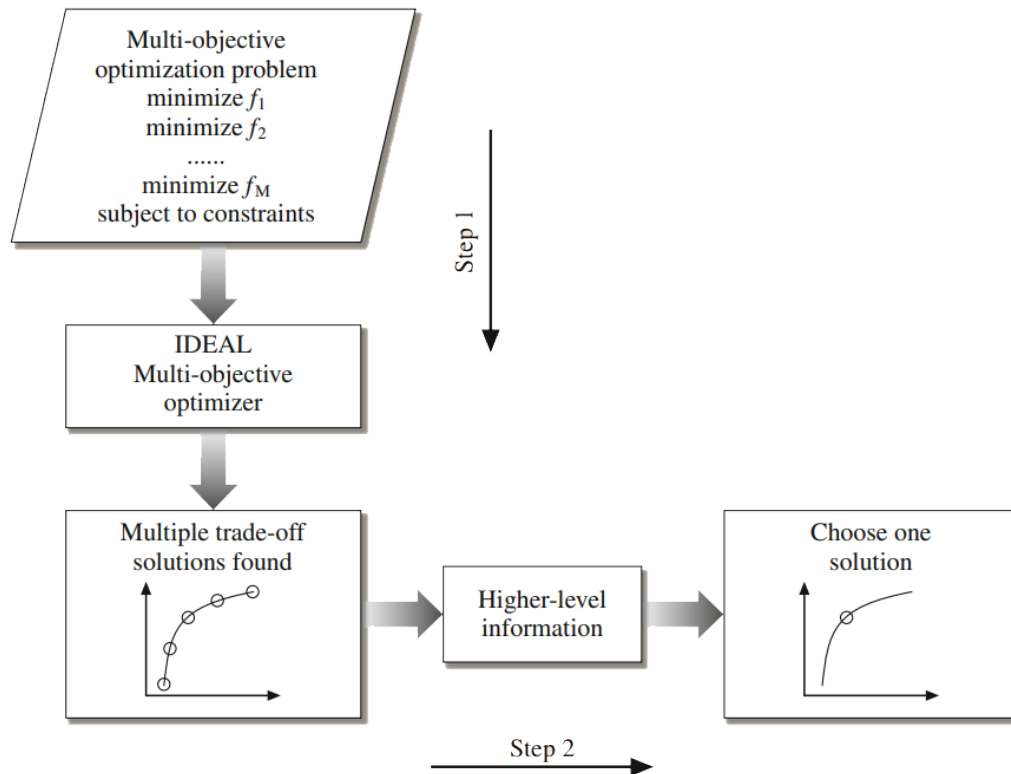 Multi-objective
optimization problem
minimize f₁
minimize f₂
......
minimize f_M
subject to constraints
Step 1
IDEAL
Multi-objective
optimizer
Multiple trade-off
solutions found
Higher-level
information
Choose one
solution
Step 2